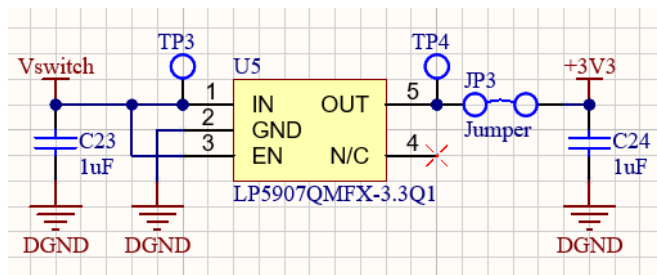 TP3
TP4
Vswitch
U5
+3V3
1
IN
OUT
5
JP3
2
GND
Jumper
C23
3
EN
N/C
4
C24
1uF
1uF
LP5907QMFX-3.3Q1
DGND
DGND
DGND